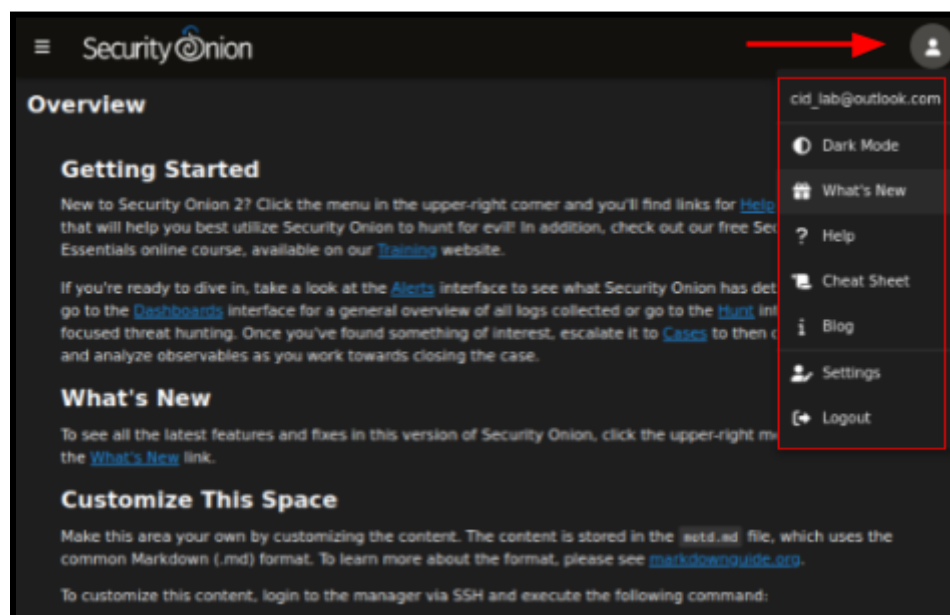 Security Onion
Overview
cid_lab@outlook.com
Dark Mode
What's New
Help
Cheat Sheet
Blog
Settings
Logout
Getting Started
New to Security Onion 2? Click the menu in the upper-right corner and you'll find links for Help
that will help you best utilize Security Onion to hunt for evil! In addition, check out our free Sec
Essentials online course, available on our Training website.
If you're ready to dive in, take a look at the Alerts interface to see what Security Onion has det
go to the Dashboards interface for a general overview of all logs collected or go to the Hunt int
focused threat hunting. Once you've found something of interest, escalate it to Cases to then c
and analyze observables as you work towards closing the case.
What's New
To see all the latest features and fixes in this version of Security Onion, click the upper-right m
the What's New link.
Customize This Space
Make this area your own by customizing the content. The content is stored in the motd.md file, which uses the
common Markdown (.md) format. To learn more about the format, please see markdownguide.org.
To customize this content, login to the manager via SSH and execute the following command: